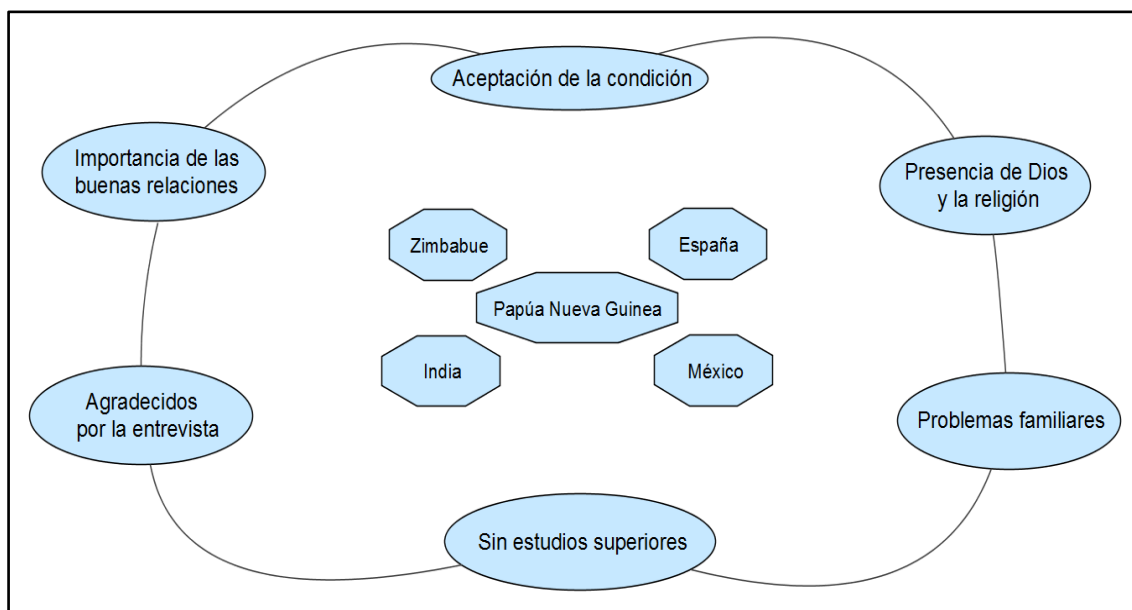 Aceptación de la condición
Importancia de las
buenas relaciones
Presencia de Dios
y la religión
Zimbabue
España
Papúa Nueva Guinea
India
México
Agradecidos
por la entrevista
Problemas familiares
Sin estudios superiores